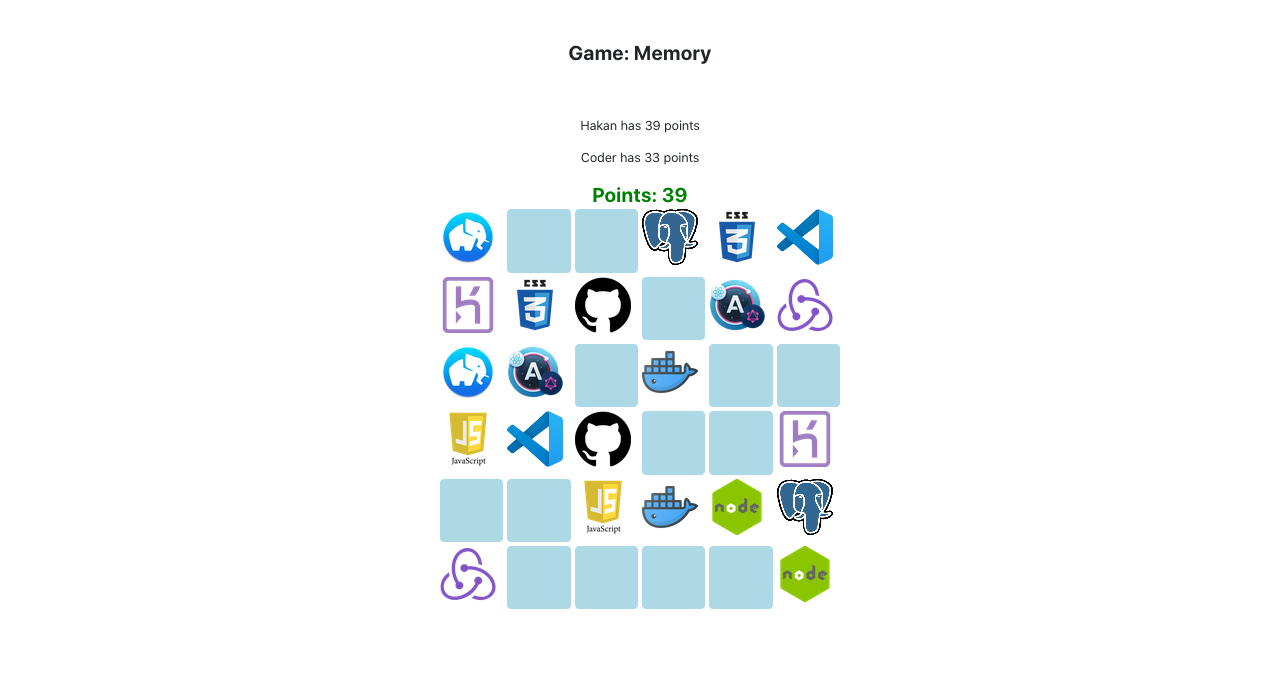 Game: Memory
Hakan has 39 points
Coder has 33 points
Points: 39
CSS
3
CSS
3
A
A
JS
JavaScript
JS
JavaScript
node
node